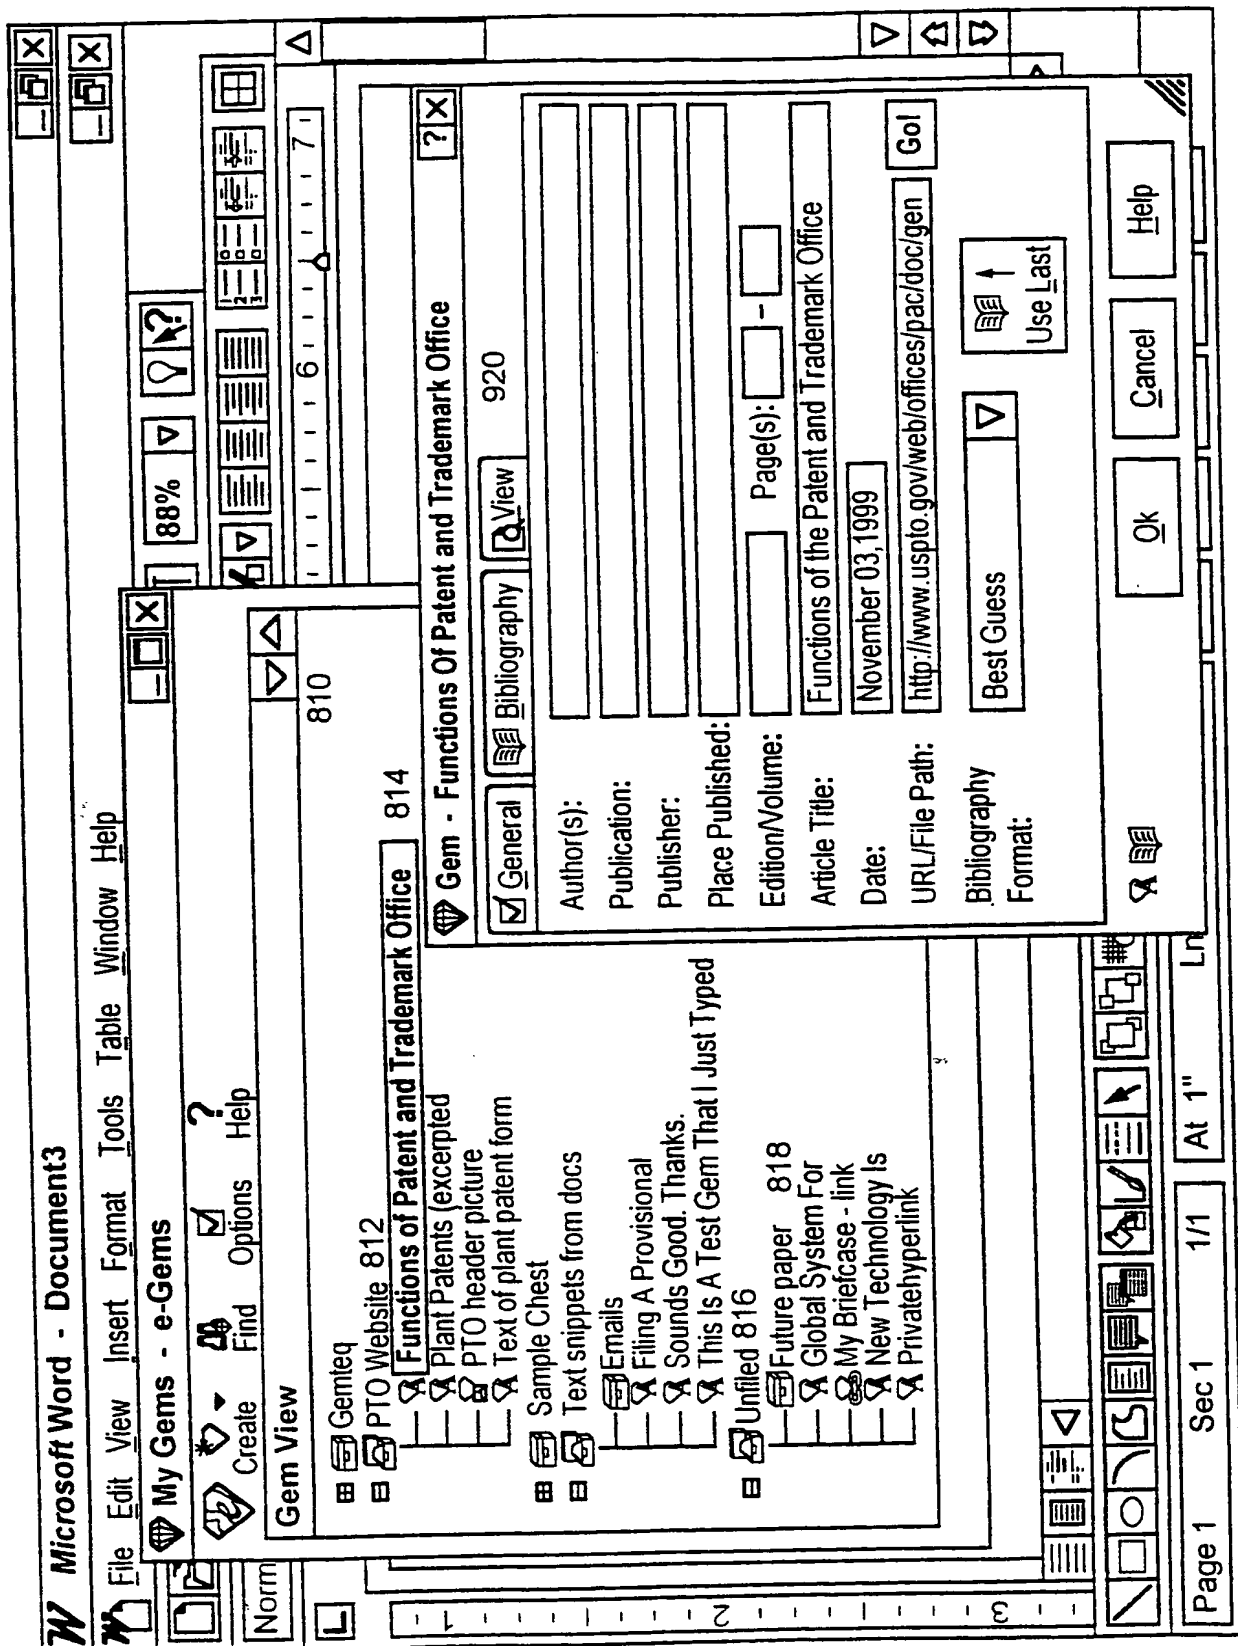 W Microsoft Word - Document3
File Edit View Insert Format Tools Table Window Help
My Gems - e-Gems
88%
Create Find Options Help
Norm
Gem View
6 7
810
Gemteq
PTO Website 812
Functions of Patent and Trademark Office 814
Plant Patents (excerpted
PTO header picture
Text of plant patent form
Sample Chest
Text snippets from docs
Emails
Filing A Provisional
Sounds Good. Thanks.
This Is A Test Gem That I Just Typed
Unfiled 816
Future paper 818
Global System For
My Briefcase - link
New Technology Is
Privatehyperlink
Gem - Functions Of Patent and Trademark Office
General Bibliography View 920
Author(s):
Publication:
Publisher:
Place Published:
Edition/Volume: Page(s): -
Article Title: Functions of the Patent and Trademark Office
Date: November 03,1999
URL/File Path: http://www.uspto.gov/web/offices/pac/doc/gen Go!
Bibliography
Format: Best Guess Use Last
Ok Cancel Help
1
2
3
Page 1 Sec 1 1/1 At 1" Ln